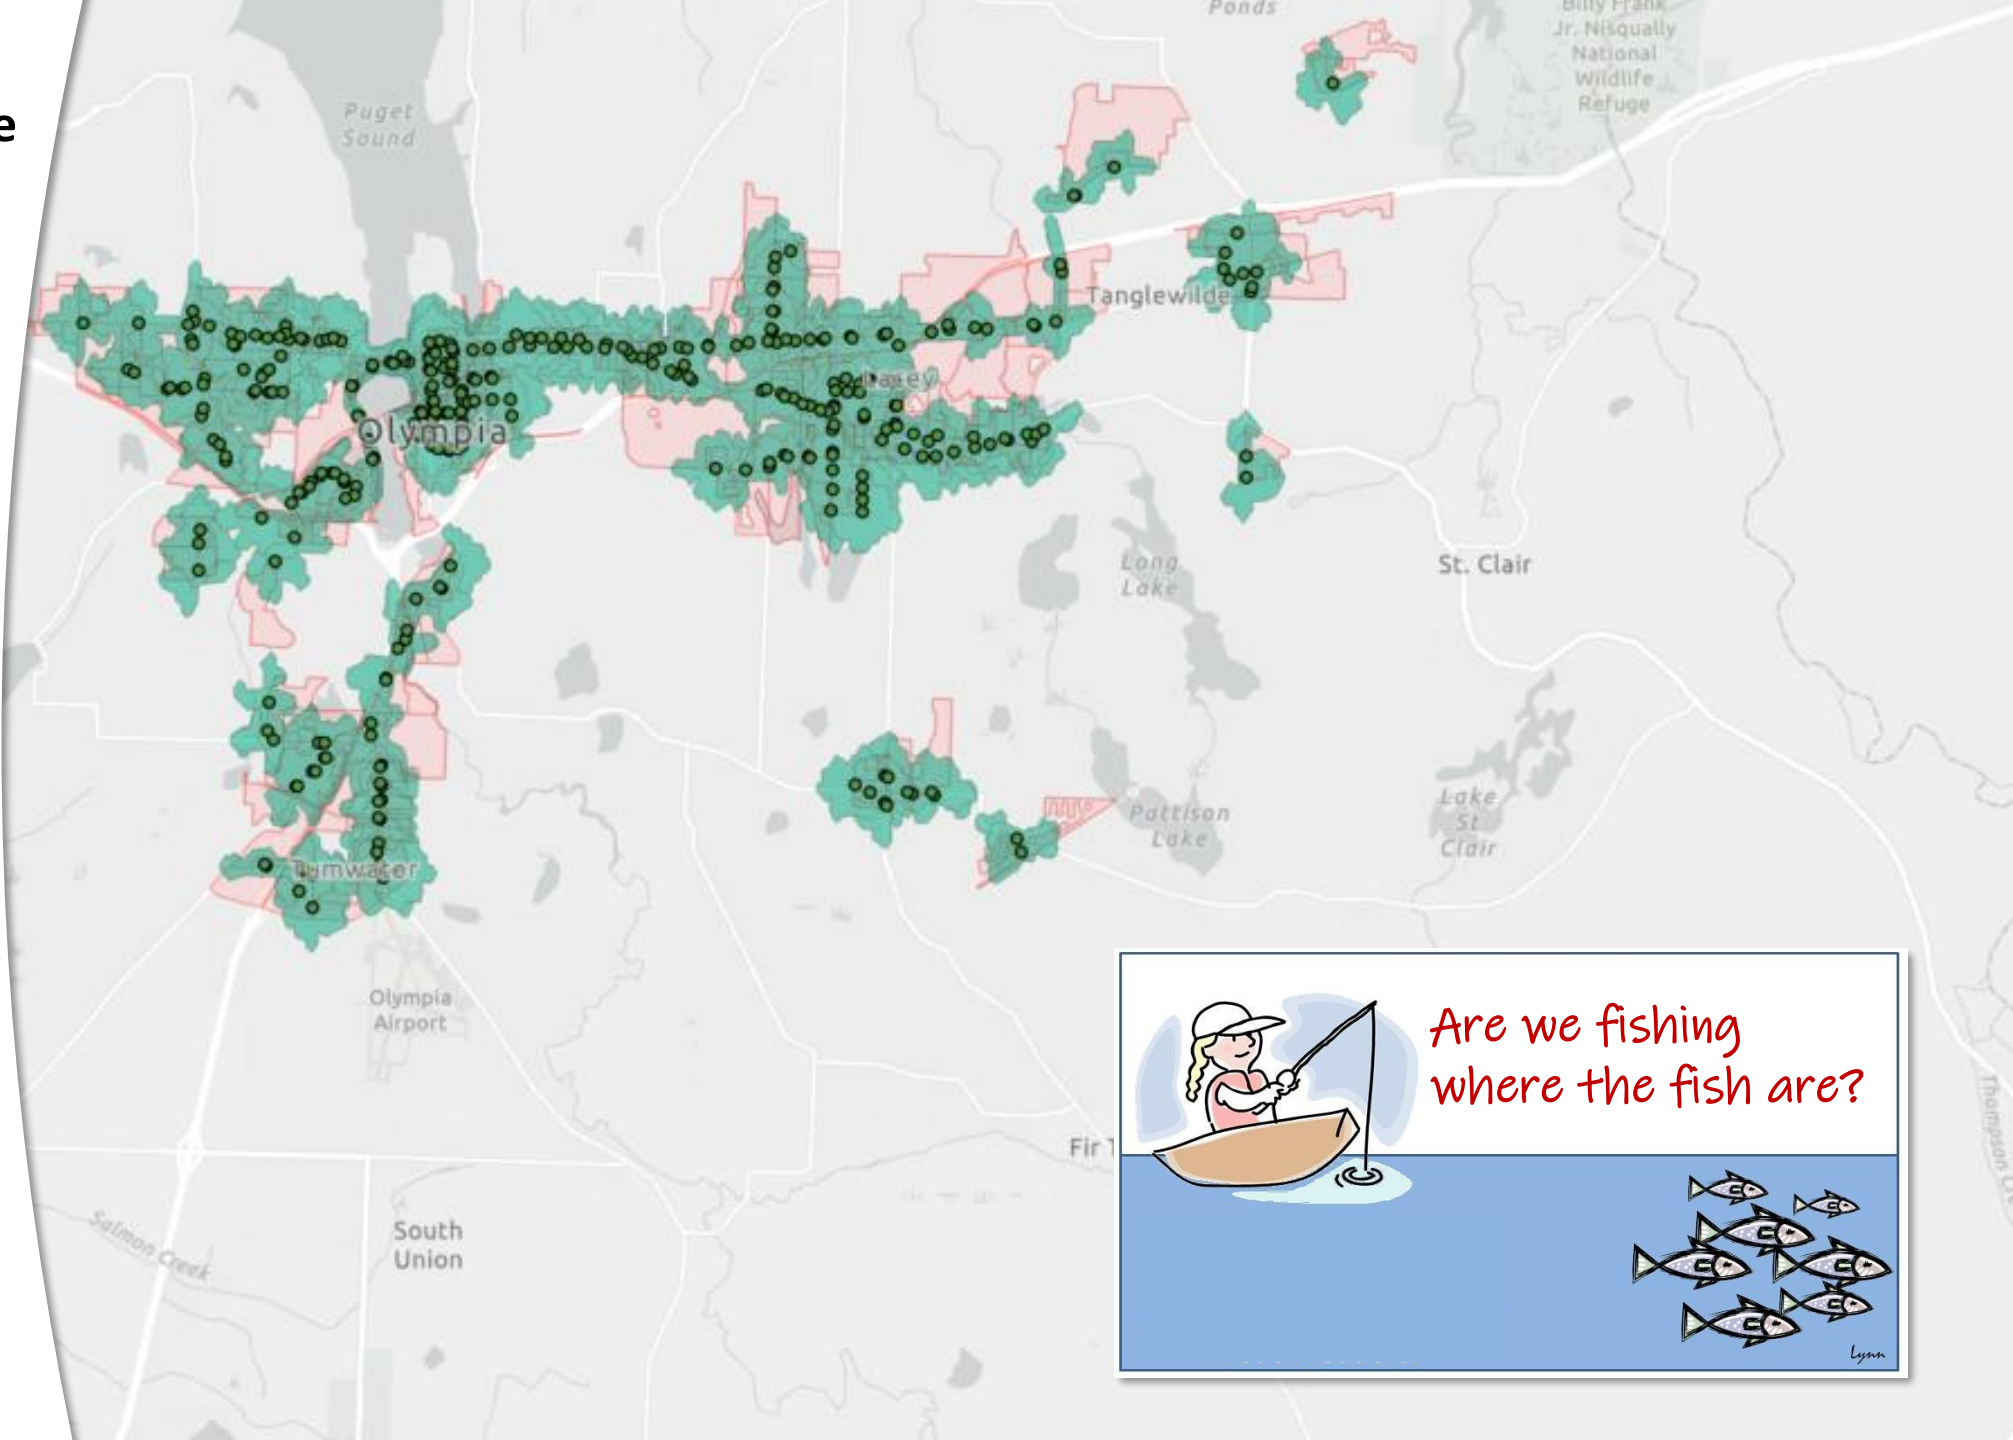 e
Ponds
Billy Frank
Jr. Nisqually
National
Wildlife
Refuge
Puget
Sound
Tanglewilde
Lacey
Olympia
Long
Lake
St. Clair
Pattison
Lake
Lake
St
Clair
Tumwater
Olympia
Airport
Are we fishing
where the fish are?
Fir
South
Union
Salmon Creek
Thompson
Lynn